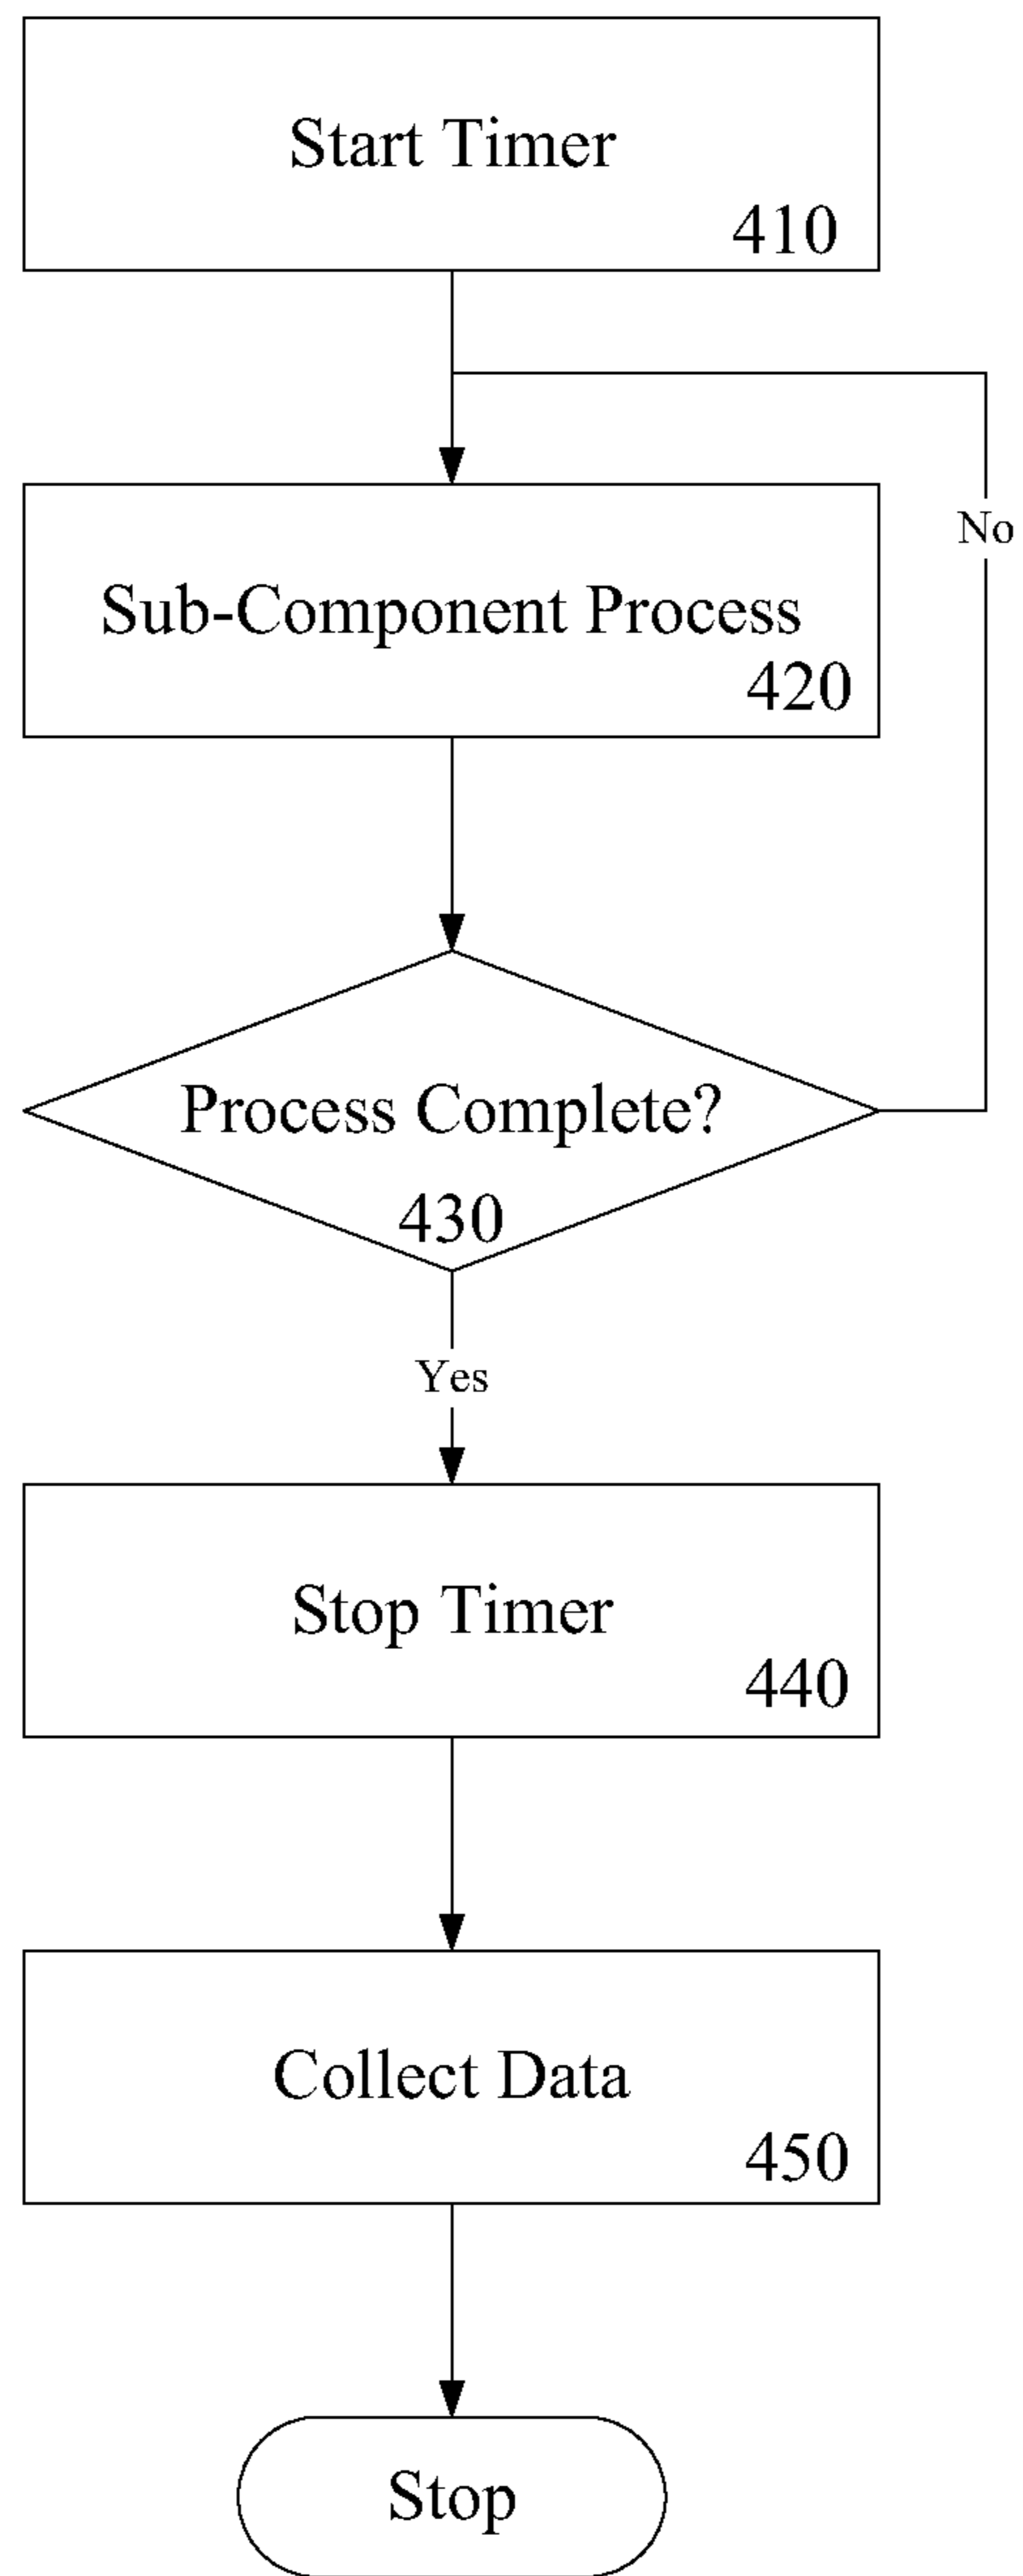 Start Timer
410
No
Sub-Component Process
420
Process Complete?
430
Yes
Stop Timer
440
Collect Data
450
Stop